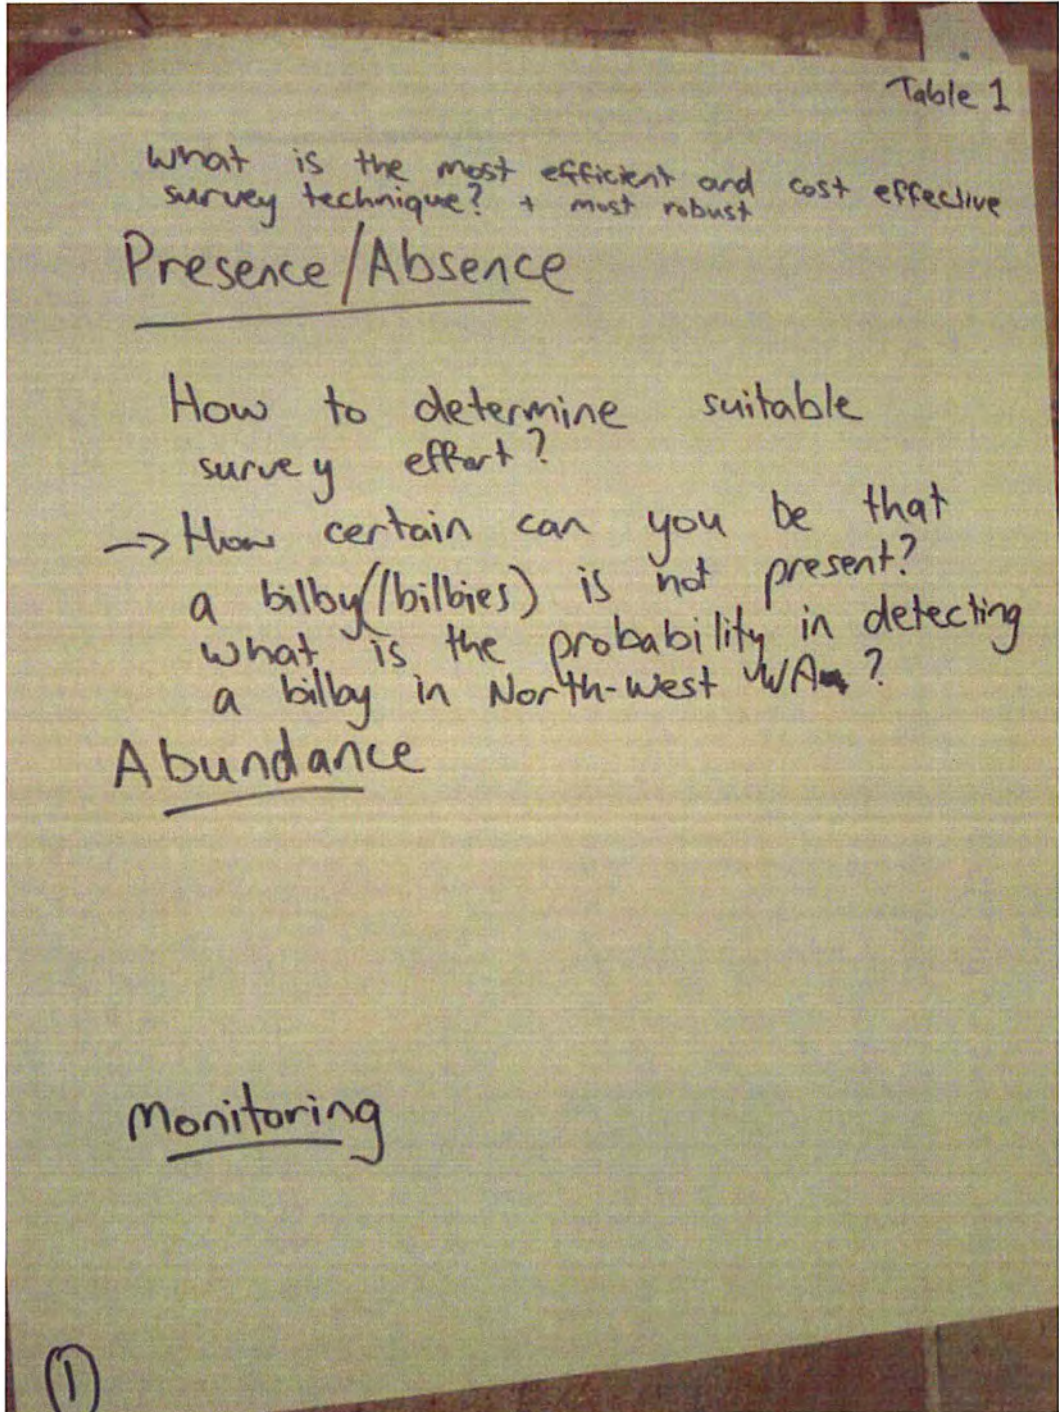 Table 1
What is the most efficient and cost effective
survey technique? + most robust
Presence/Absence
How to determine suitable
survey effort?
→ How certain can you be that
a bilby(/bilbies) is not present?
what is the probability in detecting
a bilby in North-West WA ?
Abundance
Monitoring
1